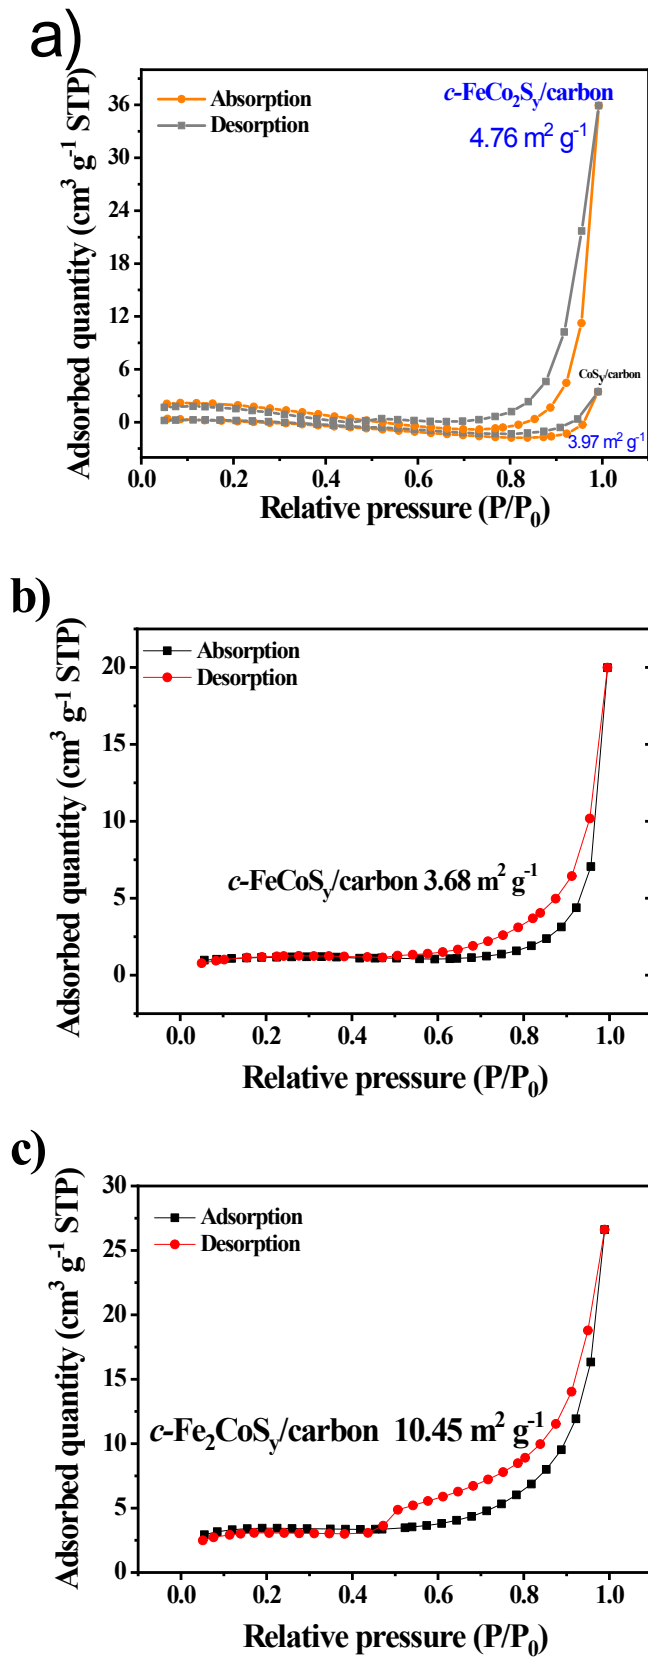 a)
Adsorbed quantity (cm³ g⁻¹ STP)
36
30
24
18
12
6
0
Absorption
Desorption
c-FeCo₂Sᵧ/carbon
4.76 m² g⁻¹
CoSᵧ/carbon
3.97 m² g⁻¹
0.0 0.2 0.4 0.6 0.8 1.0
Relative pressure (P/P₀)
b)
Adsorbed quantity (cm³ g⁻¹ STP)
20
15
10
5
0
Absorption
Desorption
c-FeCoSᵧ/carbon 3.68 m² g⁻¹
0.0 0.2 0.4 0.6 0.8 1.0
Relative pressure (P/P₀)
c)
Adsorbed quantity (cm³ g⁻¹ STP)
30
25
20
15
10
5
0
Adsorption
Desorption
c-Fe₂CoSᵧ/carbon 10.45 m² g⁻¹
0.0 0.2 0.4 0.6 0.8 1.0
Relative pressure (P/P₀)